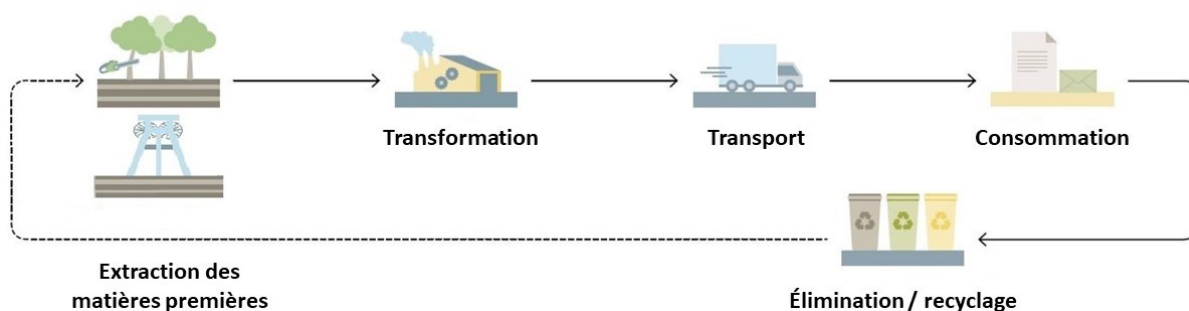 Transformation
Transport
Consommation
Extraction des
matières premières
Élimination / recyclage